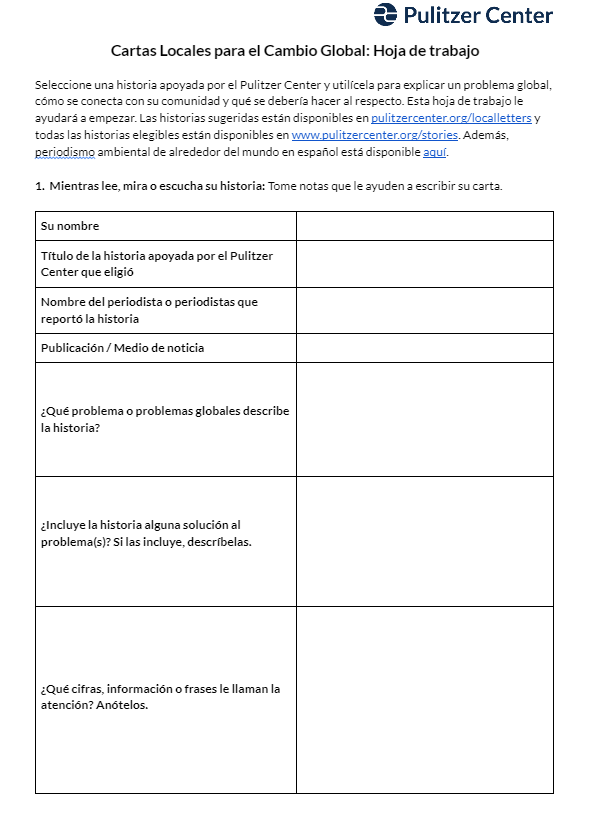 Pulitzer Center
Cartas Locales para el Cambio Global: Hoja de trabajo
Seleccione una historia apoyada por el Pulitzer Center y utilícela para explicar un problema global,
cómo se conecta con su comunidad y qué se debería hacer al respecto. Esta hoja de trabajo le
ayudará a empezar. Las historias sugeridas están disponibles en pulitzercenter.org/localletters y
todas las historias elegibles están disponibles en www.pulitzercenter.org/stories. Además,
periodismo ambiental de alrededor del mundo en español está disponible aquí.
1. Mientras lee, mira o escucha su historia: Tome notas que le ayuden a escribir su carta.
Su nombre
Título de la historia apoyada por el Pulitzer
Center que eligió
Nombre del periodista o periodistas que
reportó la historia
Publicación / Medio de noticia
¿Qué problema o problemas globales describe
la historia?
¿Incluye la historia alguna solución al
problema(s)? Si las incluye, descríbelas.
¿Qué cifras, información o frases le llaman la
atención? Anótelos.